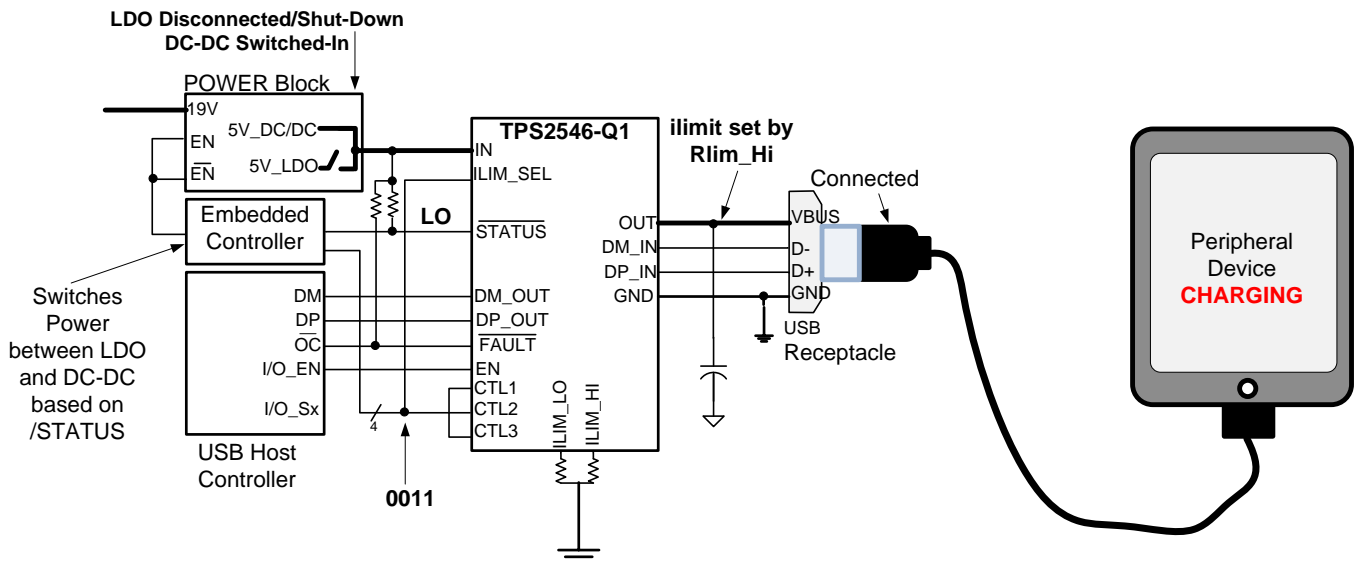 LDO Disconnected/Shut-Down
DC-DC Switched-In
POWER Block
19V
EN
5V_DC/DC
EN
5V_LDO
Embedded
Controller
Switches
Power
between LDO
and DC-DC
based on
/STATUS
DM
DP
OC
I/O_EN
I/O_Sx
USB Host
Controller
LO
4
0011
TPS2546-Q1
IN
ILIM_SEL
STATUS
DM_OUT
DP_OUT
FAULT
EN
CTL1
CTL2
CTL3
ILIM_LO
ILIM_HI
OUT
DM_IN
DP_IN
GND
ilimit set by
Rlim_Hi
Connected
VBUS
D-
D+
GND
USB
Receptacle
Peripheral
Device
CHARGING